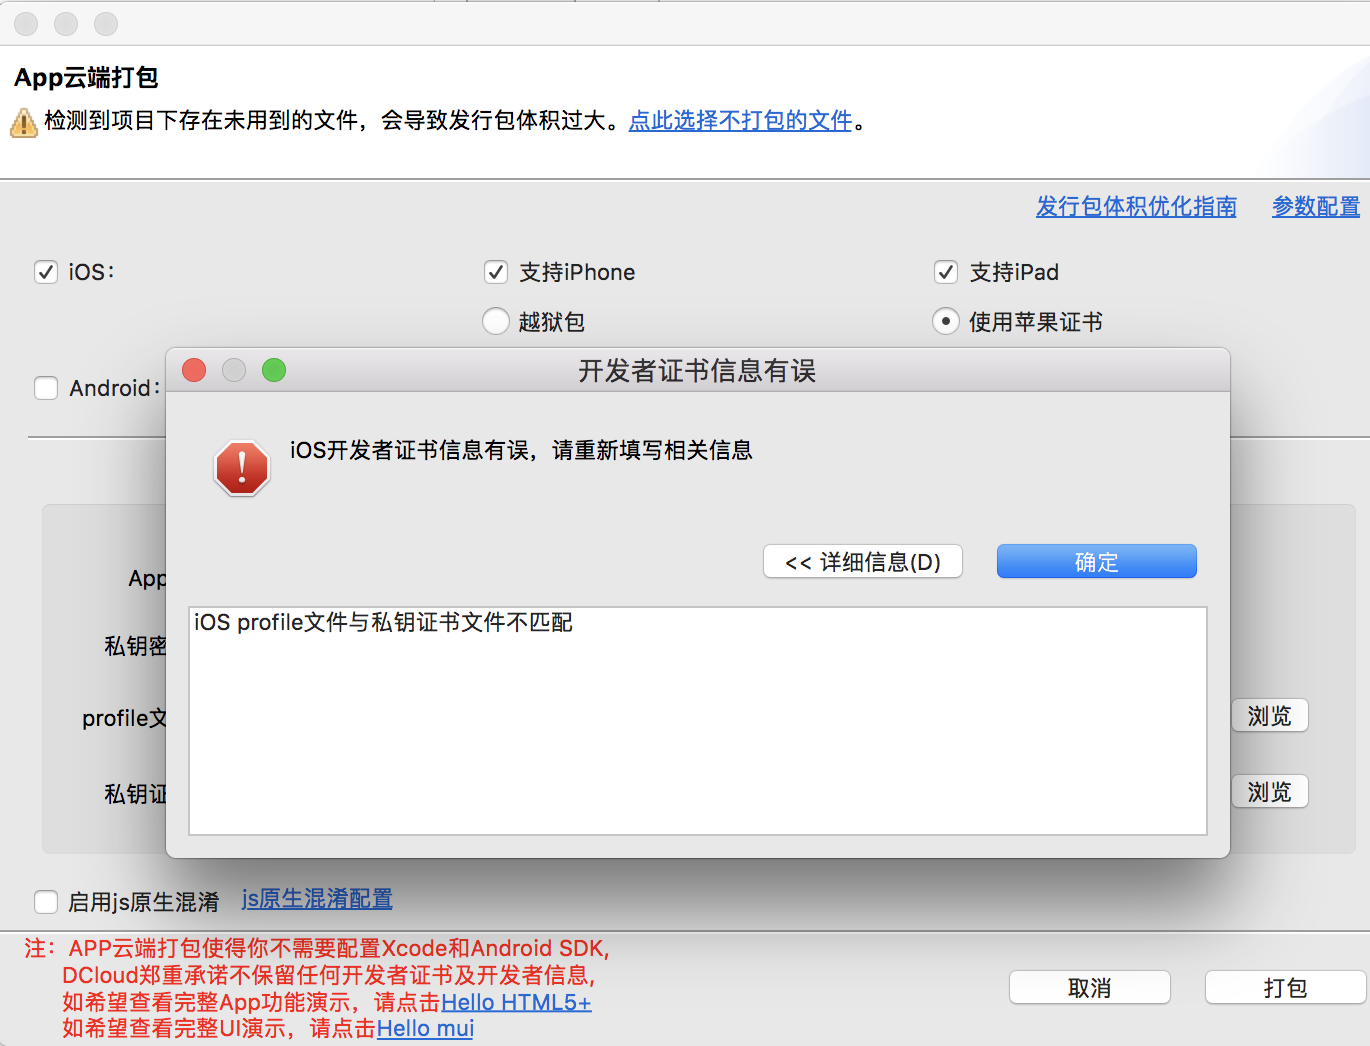 App云端打包
检测到项目下存在未用到的文件，会导致发行包体积过大。点此选择不打包的文件。
发行包体积优化指南 参数配置
iOS： 支持iPhone 支持iPad
越狱包 使用苹果证书
开发者证书信息有误
Android：
iOS开发者证书信息有误，请重新填写相关信息
<< 详细信息(D) 确定
App
iOS profile文件与私钥证书文件不匹配
私钥密
profile文 浏览
私钥证 浏览
启用js原生混淆 js原生混淆配置
注：APP云端打包使得你不需要配置Xcode和Android SDK,
DCloud郑重承诺不保留任何开发者证书及开发者信息,
如希望查看完整App功能演示，请点击Hello HTML5+
如希望查看完整UI演示，请点击Hello mui
取消 打包